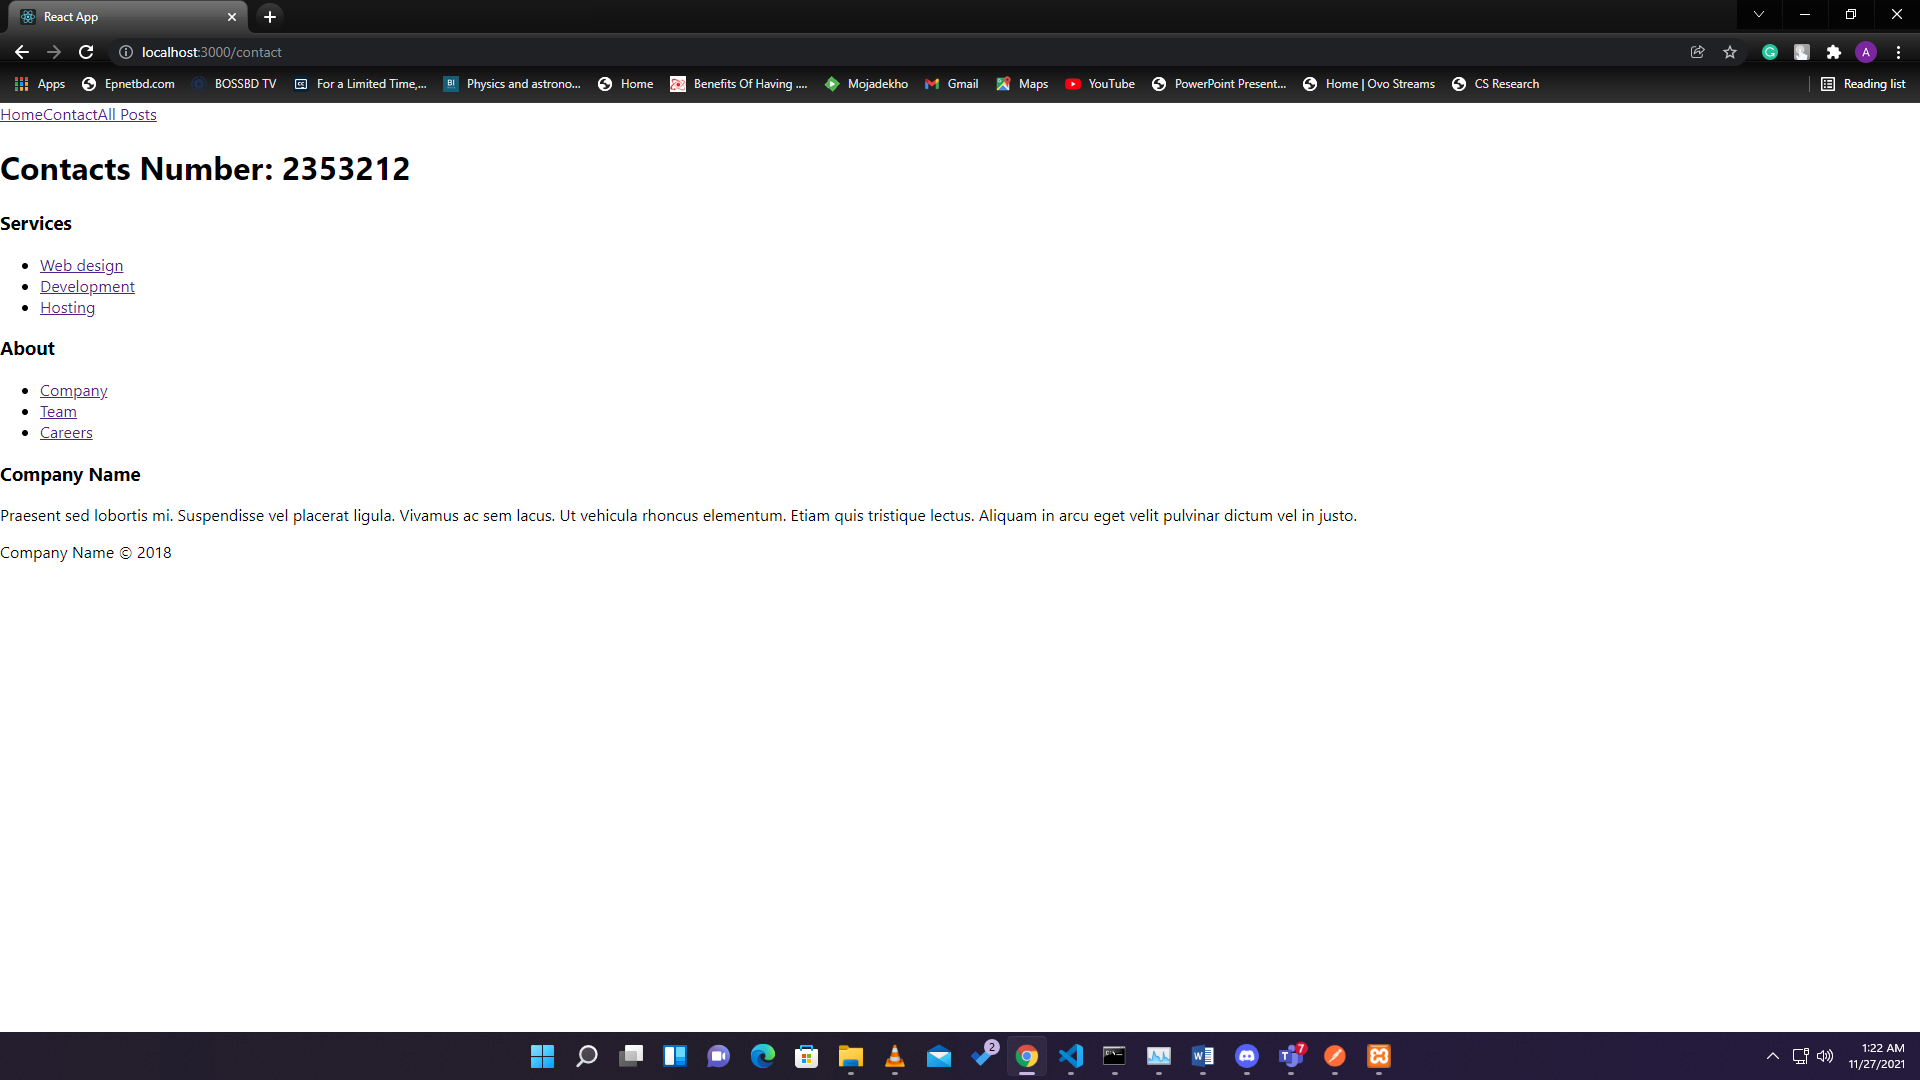 React App
localhost:3000/contact
Apps Epnetbd.com BOSSBD TV For a Limited Time,... Physics and astrono... Home Benefits Of Having .... Mojadekho Gmail Maps YouTube PowerPoint Present... Home | Ovo Streams CS Research Reading list
HomeContactAll Posts
Contacts Number: 2353212
Services
Web design
Development
Hosting
About
Company
Team
Careers
Company Name
Praesent sed lobortis mi. Suspendisse vel placerat ligula. Vivamus ac sem lacus. Ut vehicula rhoncus elementum. Etiam quis tristique lectus. Aliquam in arcu eget velit pulvinar dictum vel in justo.
Company Name © 2018
2 7
1:22 AM
11/27/2021